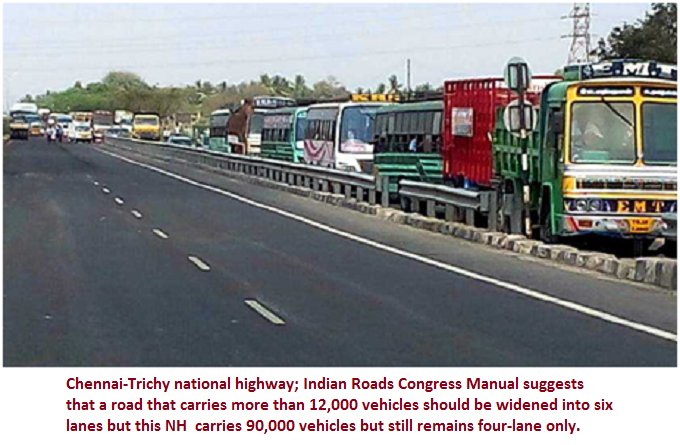 EMT
Chennai-Trichy national highway; Indian Roads Congress Manual suggests
that a road that carries more than 12,000 vehicles should be widened into six
lanes but this NH  carries 90,000 vehicles but still remains four-lane only.